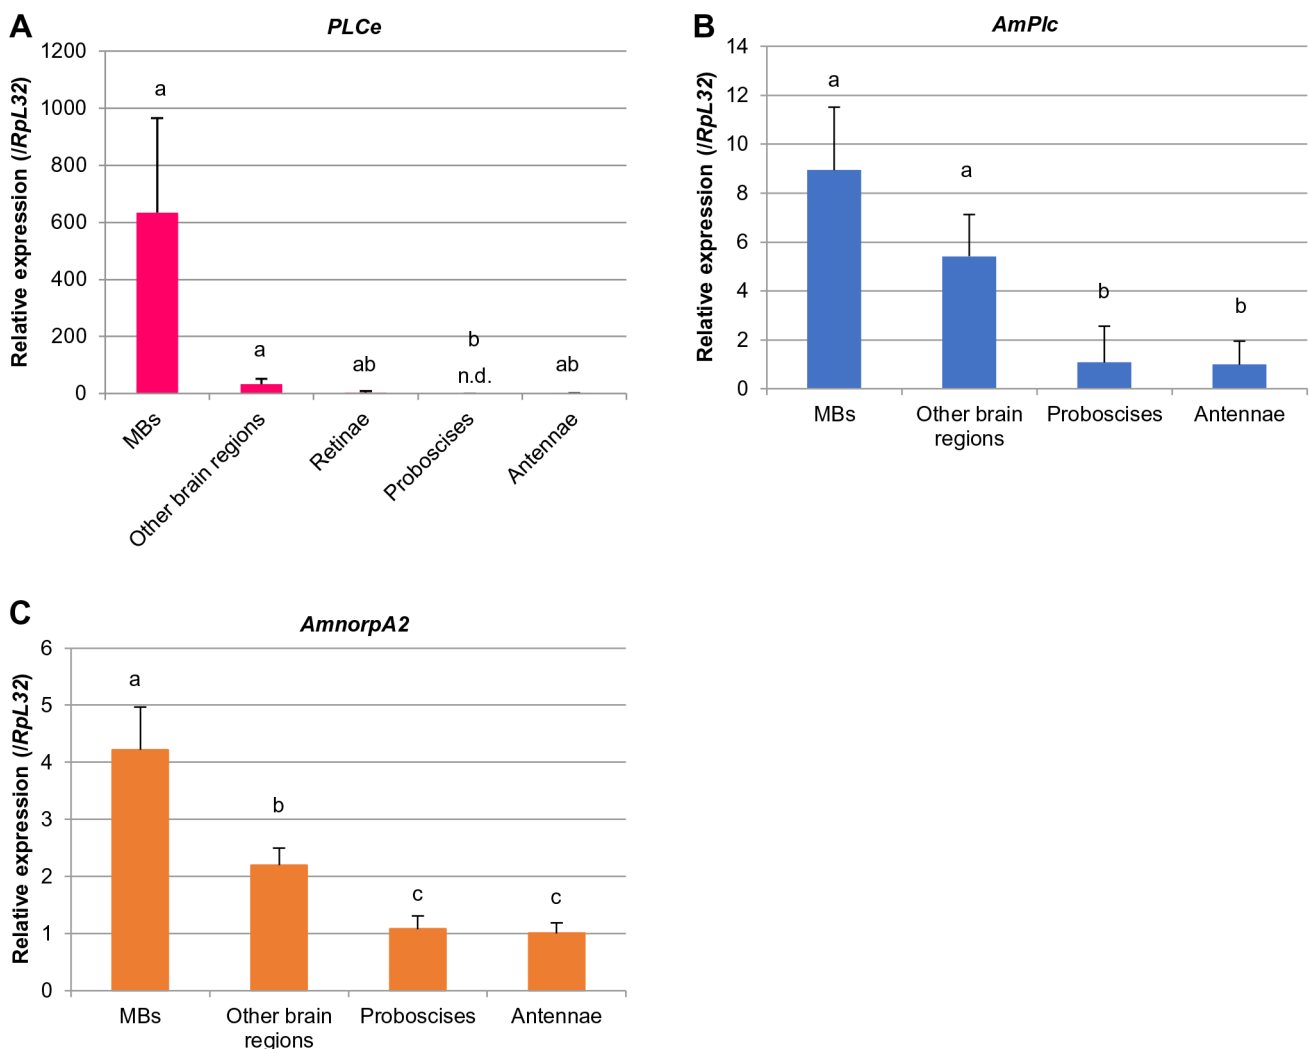 A
PLCe
Relative expression (/RpL32)
1200
1000
800
600
400
200
0
a
a
ab
b
n.d.
ab
MBs
Other brain regions
Retinae
Proboscises
Antennae
B
AmPlc
Relative expression (/RpL32)
14
12
10
8
6
4
2
0
a
a
b
b
MBs
Other brain
regions
Proboscises
Antennae
C
AmnorpA2
Relative expression (/RpL32)
6
5
4
3
2
1
0
a
b
c
c
MBs
Other brain
regions
Proboscises
Antennae